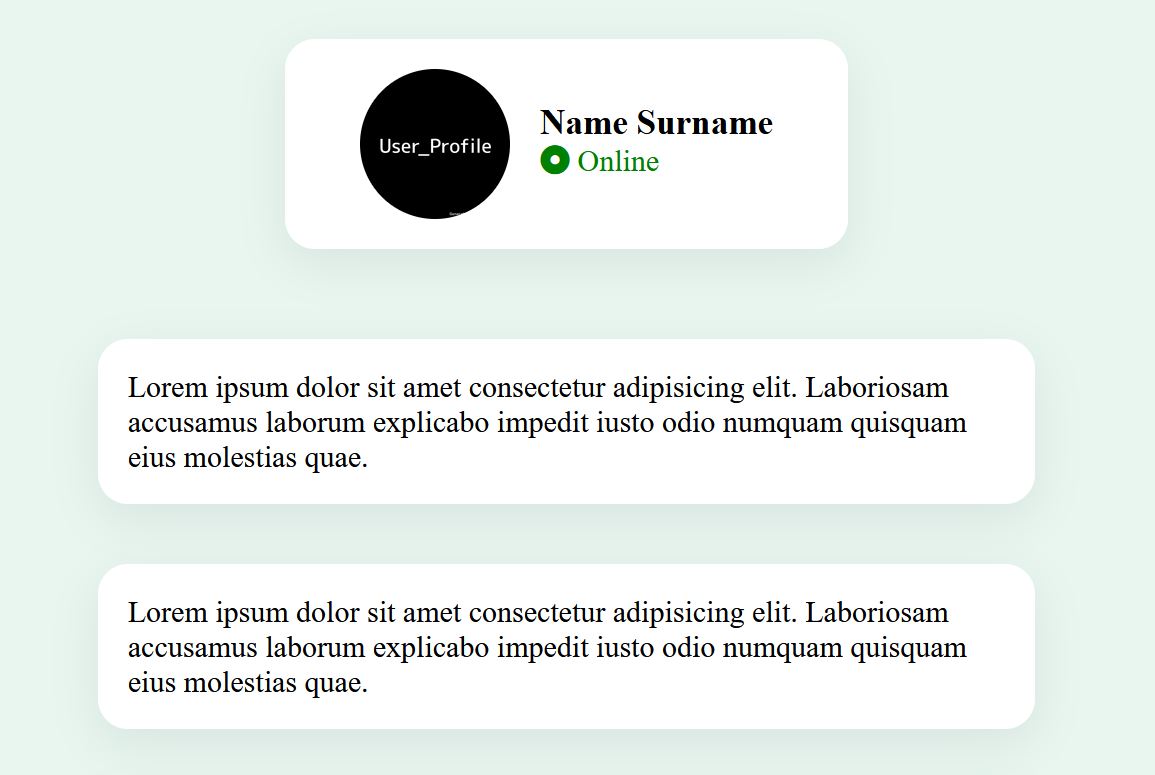 User_Profile
Name Surname
Online
Lorem ipsum dolor sit amet consectetur adipisicing elit. Laboriosam
accusamus laborum explicabo impedit iusto odio numquam quisquam
eius molestias quae.
Lorem ipsum dolor sit amet consectetur adipisicing elit. Laboriosam
accusamus laborum explicabo impedit iusto odio numquam quisquam
eius molestias quae.